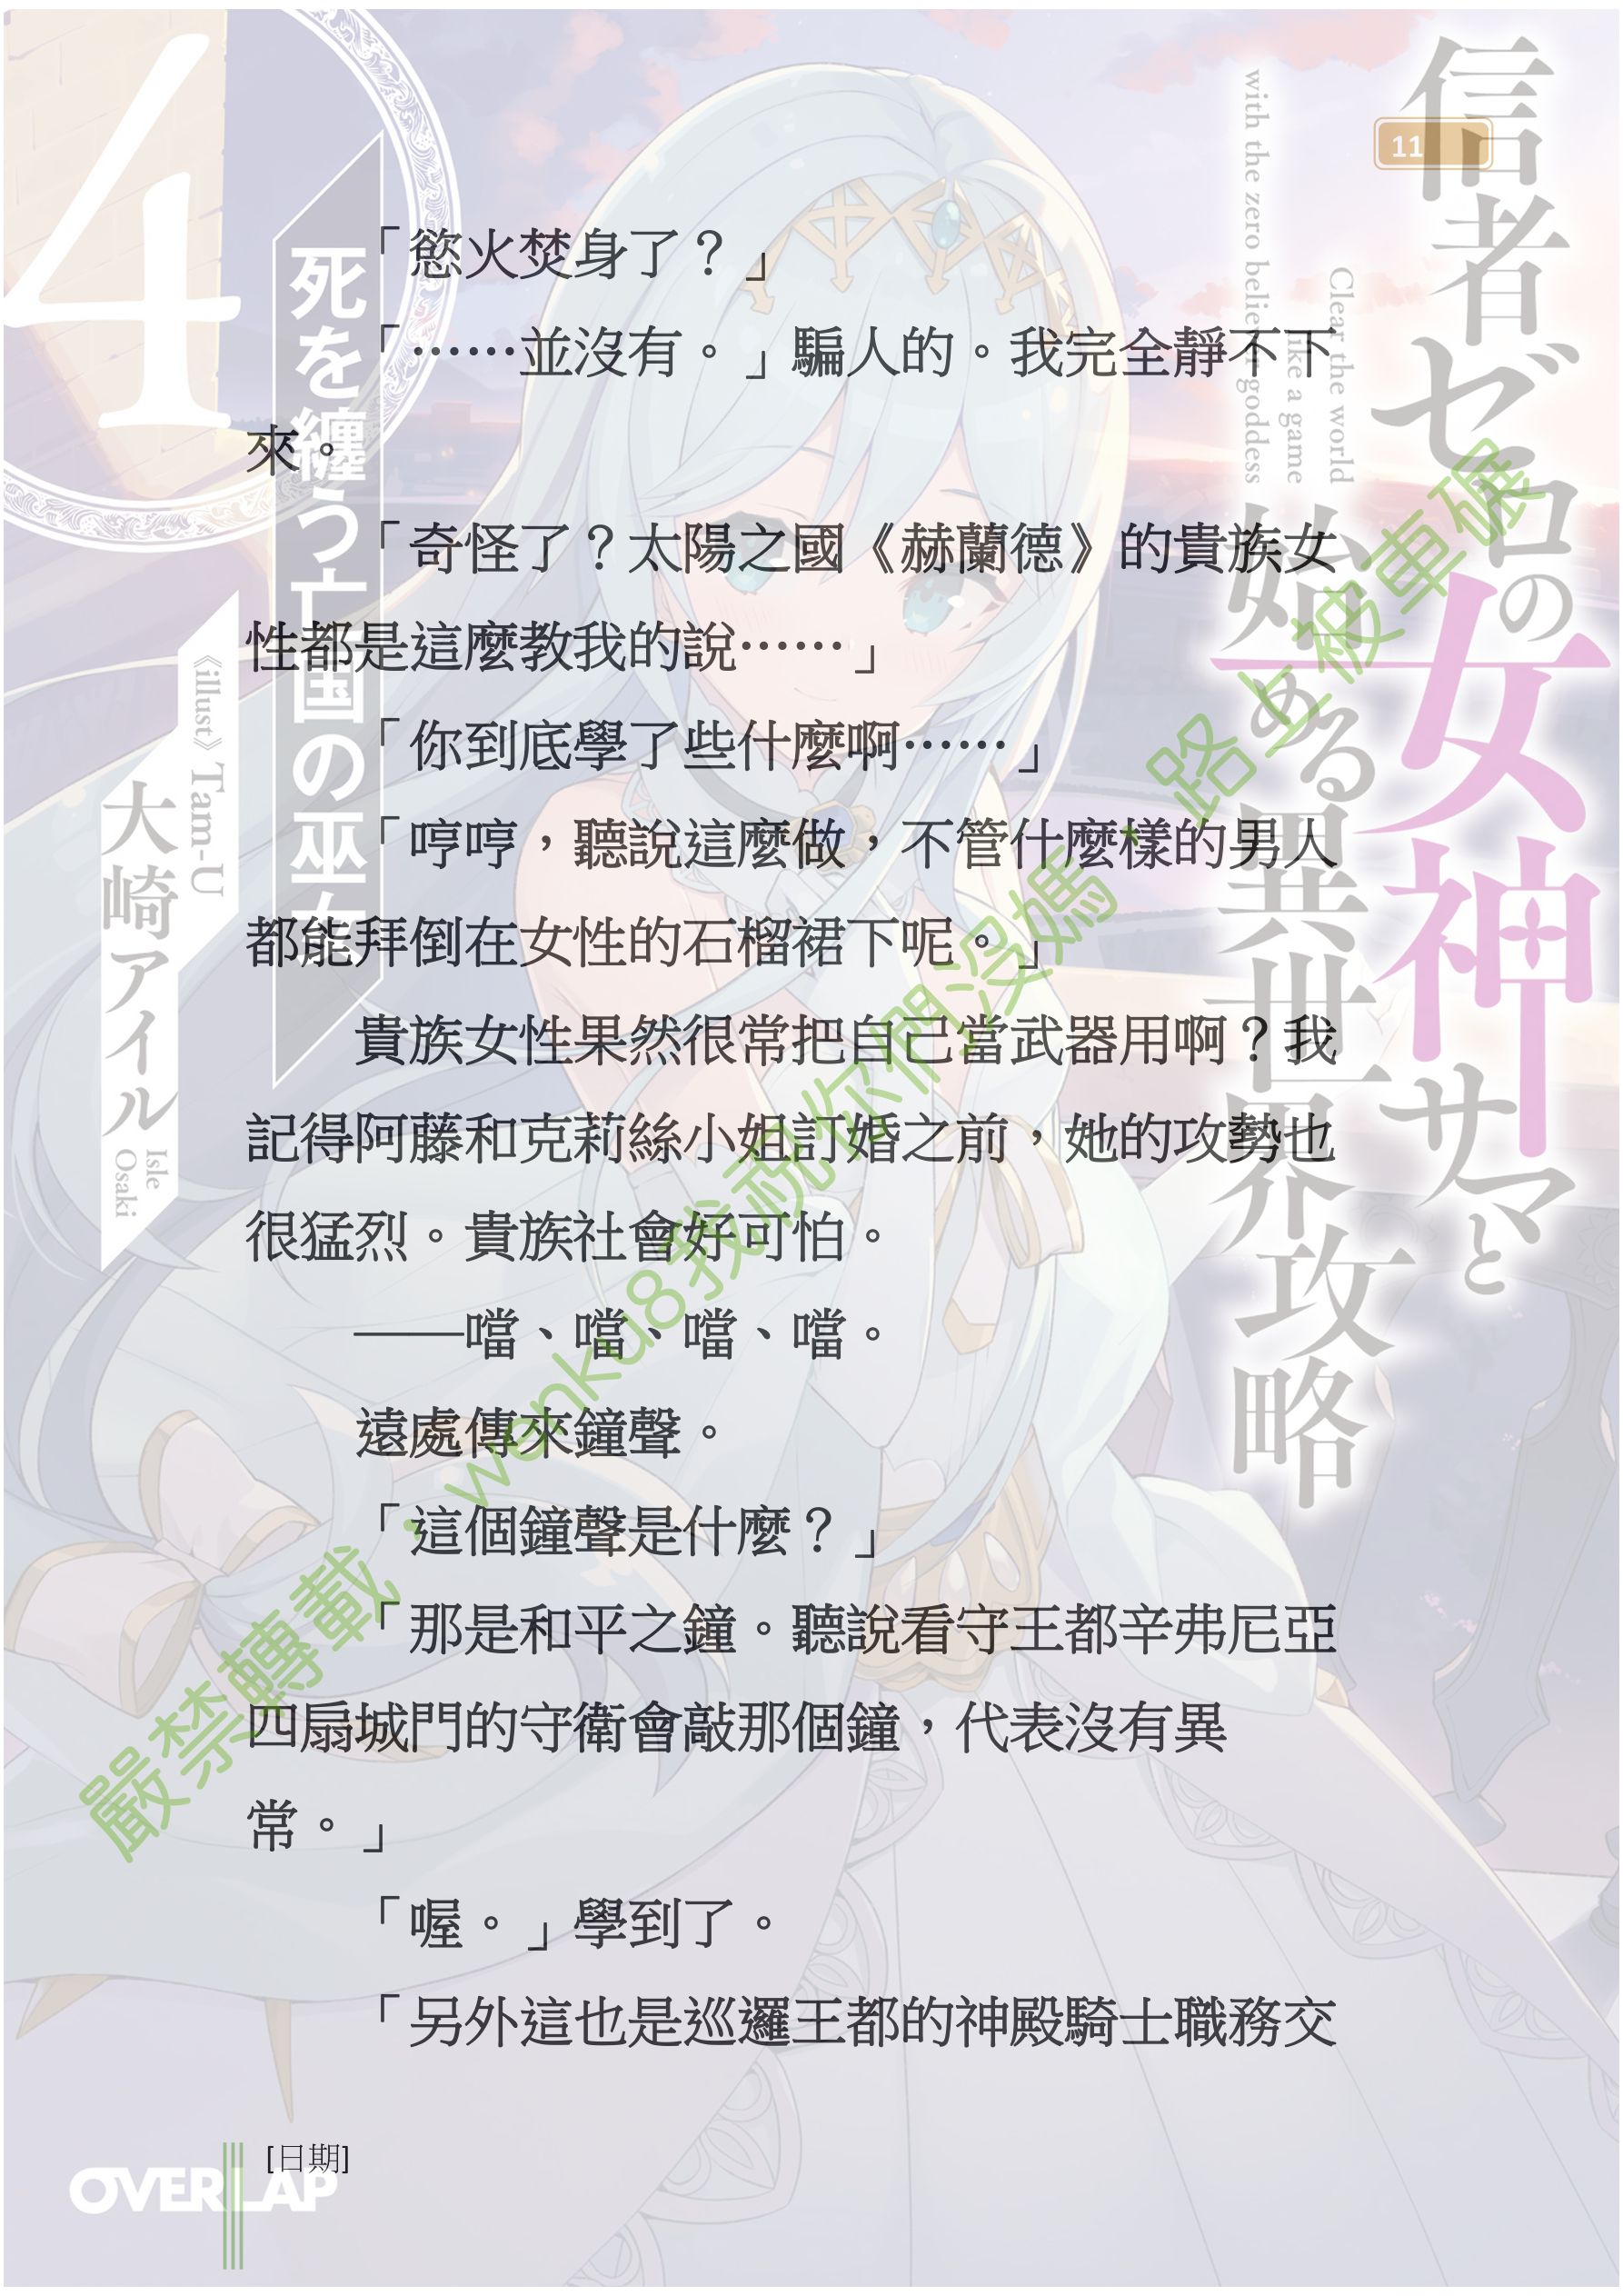 11
「慾火焚身了？」
「……並沒有。」騙人的。我完全靜不下
來。
「奇怪了？太陽之國《赫蘭德》的貴族女
性都是這麼教我的說……」
「你到底學了些什麼啊……」
「哼哼，聽說這麼做，不管什麼樣的男人
都能拜倒在女性的石榴裙下呢。」
貴族女性果然很常把自己當武器用啊？我
記得阿藤和克莉絲小姐訂婚之前，她的攻勢也
很猛烈。貴族社會好可怕。
——噹、噹、噹、噹。
遠處傳來鐘聲。
「這個鐘聲是什麼？」
「那是和平之鐘。聽說看守王都辛弗尼亞
四扇城門的守衛會敲那個鐘，代表沒有異
常。」
「喔。」學到了。
「另外這也是巡邏王都的神殿騎士職務交
[日期]
信者ゼロの女神サマと
始める異世界攻略
Clear the world
like a game
with the zero believer goddess
4
死を纏う亡国の巫女
《illust》Tam-U
大崎アイル
Isle
Osaki
OVERLAP
嚴禁轉載．wenku8我祝你們沒媽．路上被車碾